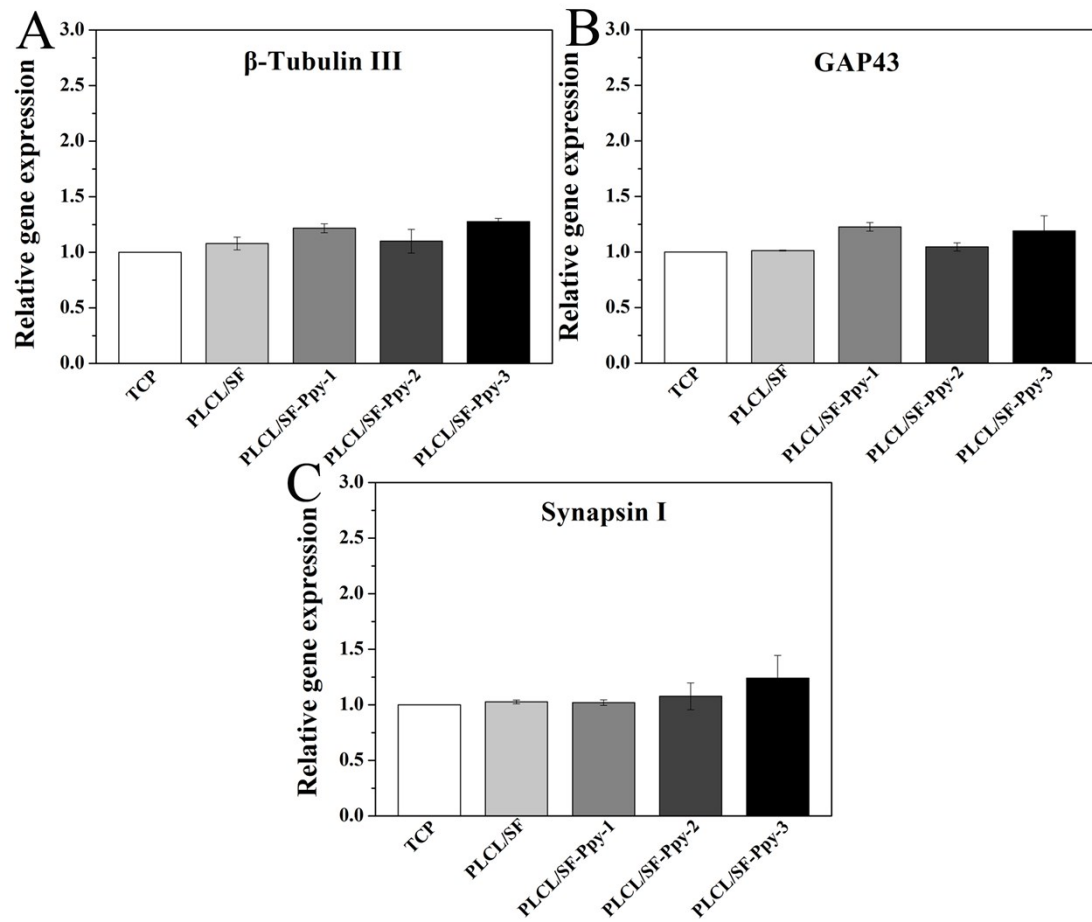 A
β-Tubulin III
Relative gene expression
3.0
2.5
2.0
1.5
1.0
0.5
0.0
TCP
PLCL/SF
PLCL/SF-Ppy-1
PLCL/SF-Ppy-2
PLCL/SF-Ppy-3
B
GAP43
Relative gene expression
3.0
2.5
2.0
1.5
1.0
0.5
0.0
TCP
PLCL/SF
PLCL/SF-Ppy-1
PLCL/SF-Ppy-2
PLCL/SF-Ppy-3
C
Synapsin I
Relative gene expression
3.0
2.5
2.0
1.5
1.0
0.5
0.0
TCP
PLCL/SF
PLCL/SF-Ppy-1
PLCL/SF-Ppy-2
PLCL/SF-Ppy-3